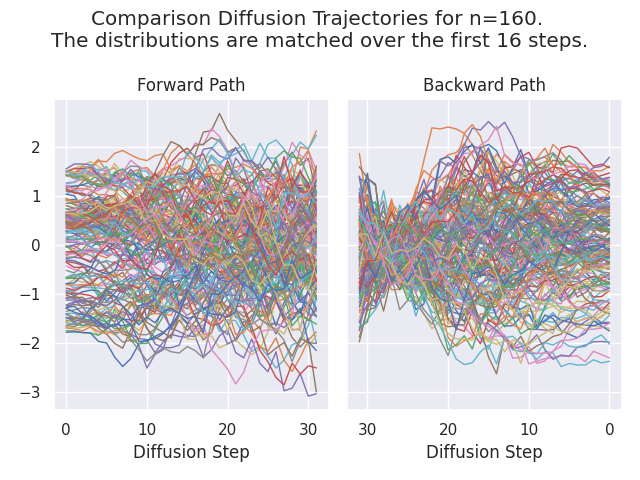 Comparison Diffusion Trajectories for n=160.
The distributions are matched over the first 16 steps.
Forward Path
Backward Path
2
1
0
−1
−2
−3
0
10
20
30
30
20
10
0
Diffusion Step
Diffusion Step